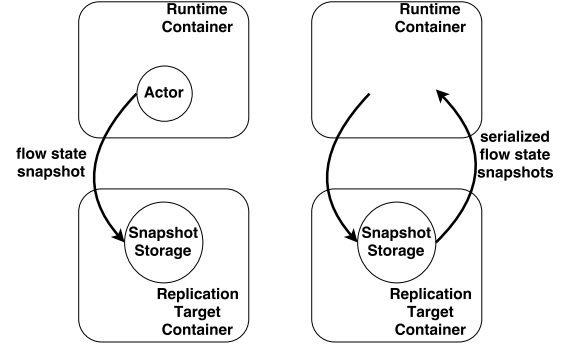 Runtime
Container
Actor
flow state
snapshot
Snapshot
Storage
Replication
Target
Container
Runtime
Container
serialized
flow state
snapshots
Snapshot
Storage
Replication
Target
Container